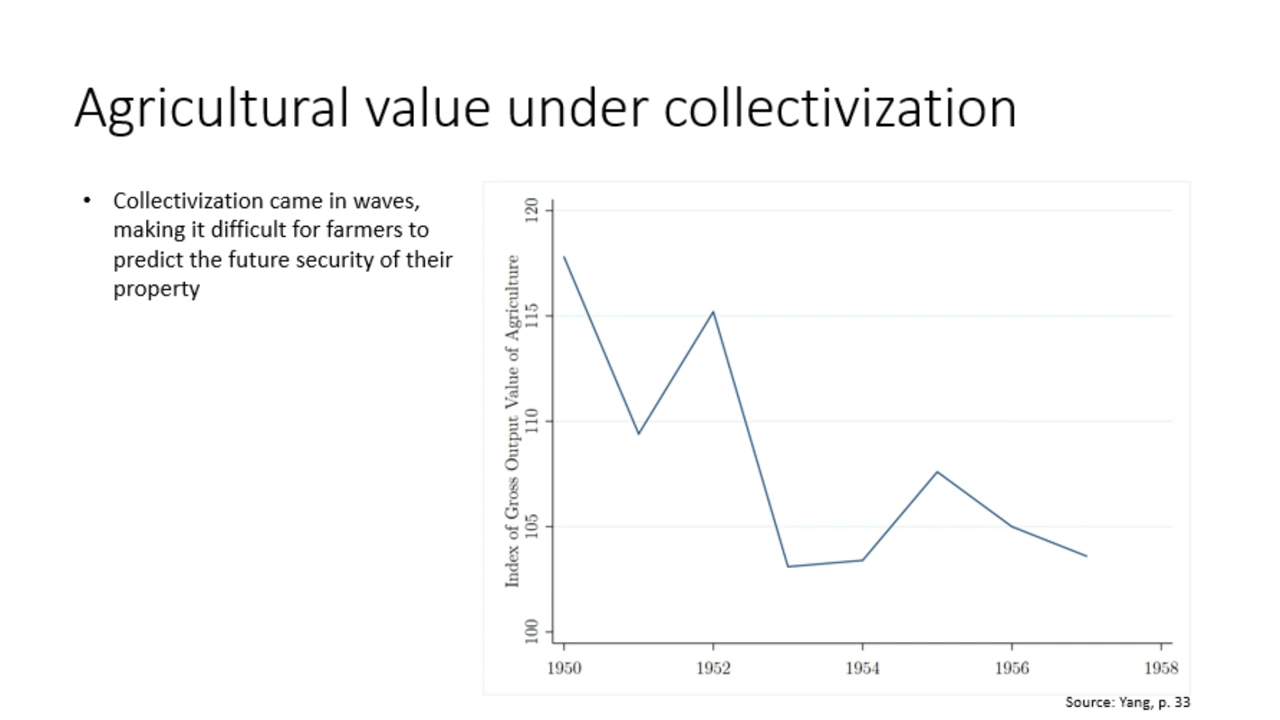 Agricultural value under collectivization
• Collectivization came in waves,
making it difficult for farmers to
predict the future security of their
property
Index of Gross Output Value of Agriculture
120
115
110
105
100
1950 1952 1954 1956 1958
Source: Yang, p. 33